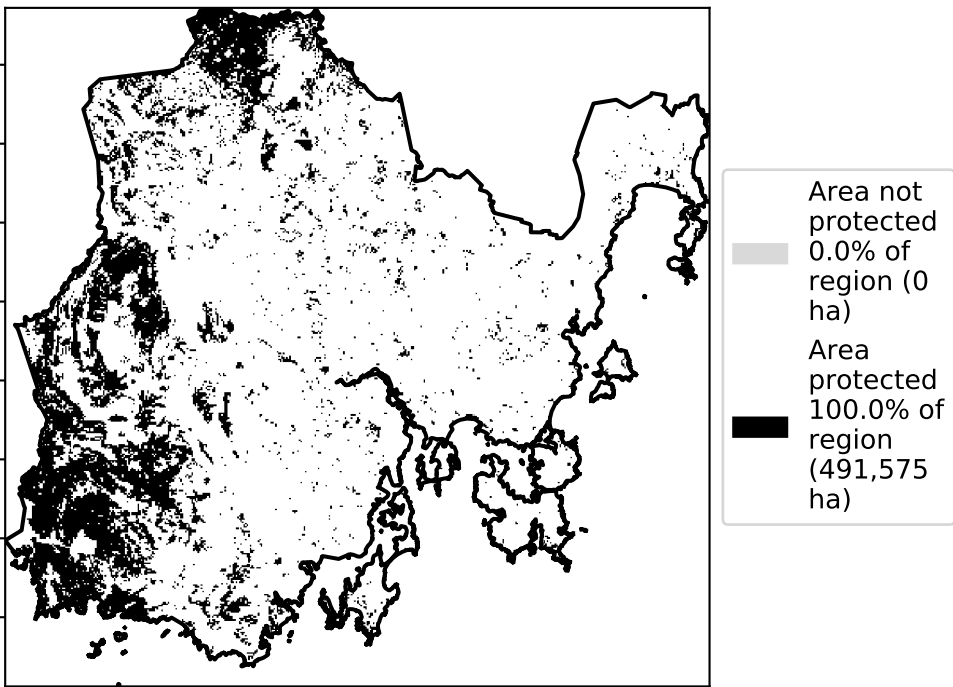 Area not
protected
0.0% of
region (0
ha)
Area
protected
100.0% of
region
(491,575
ha)